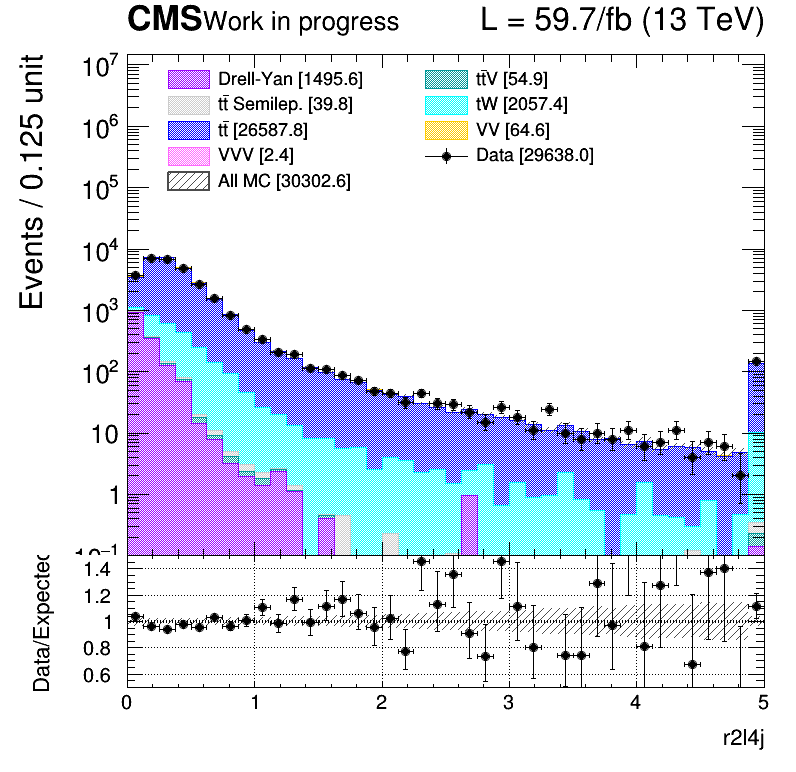 CMS Work in progress L = 59.7/fb (13 TeV)
Events / 0.125 unit
10⁷
10⁶
10⁵
10⁴
10³
10²
10
1
10⁻¹
Drell-Yan [1495.6]
tt̄ Semilep. [39.8]
tt̄ [26587.8]
VVV [2.4]
All MC [30302.6]
tt̄V [54.9]
tW [2057.4]
VV [64.6]
Data [29638.0]
Data/Expected
1.4
1.2
1
0.8
0.6
0 1 2 3 4 5
r2l4j